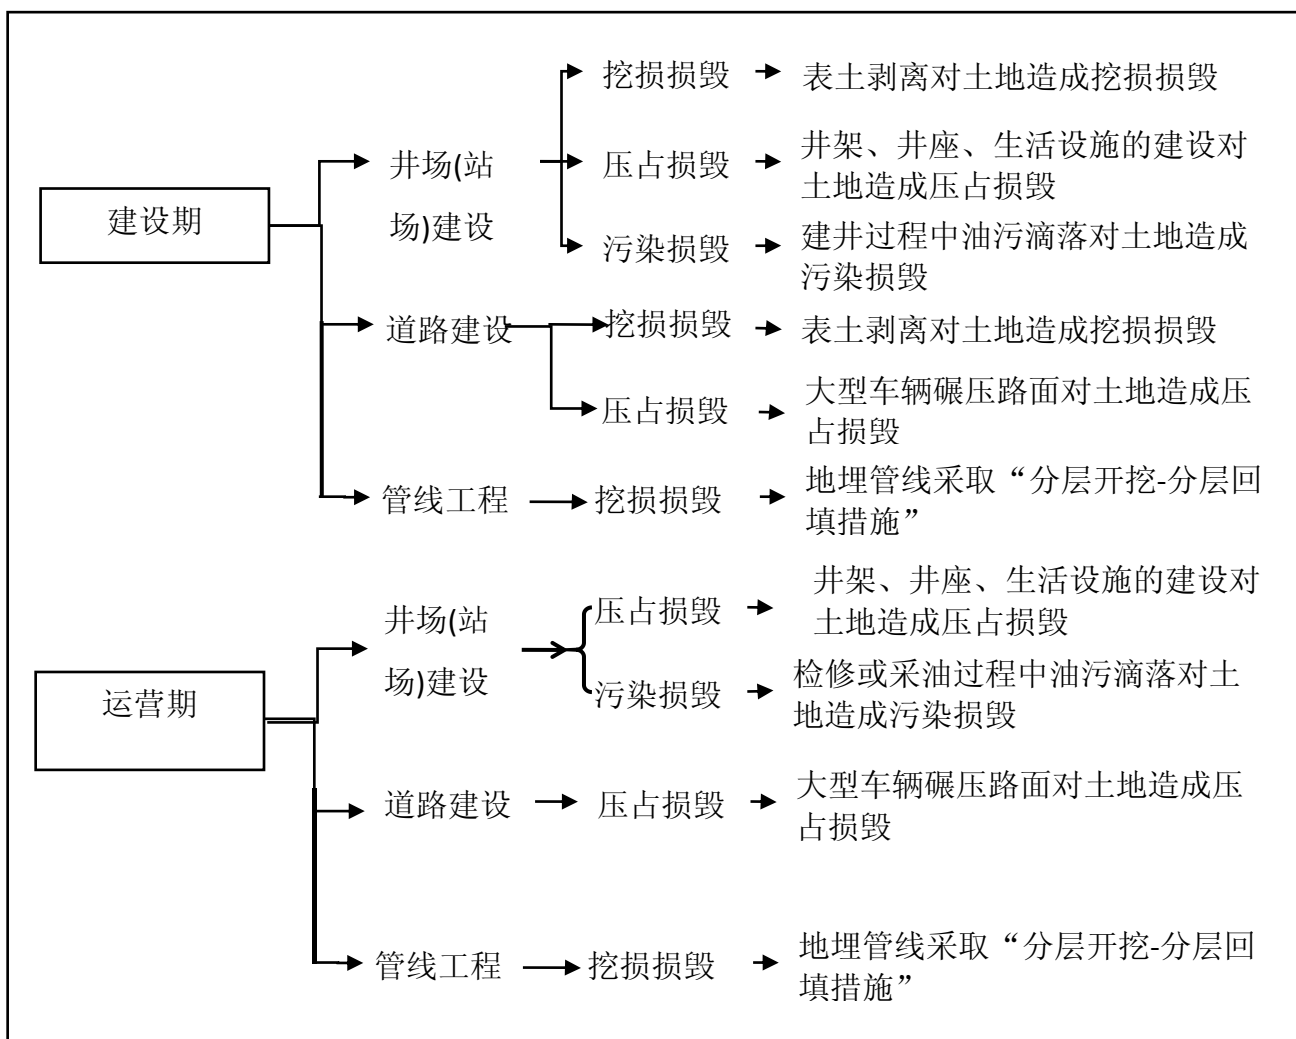 建设期
井场(站
场)建设
挖损损毁
表土剥离对土地造成挖损损毁
压占损毁
井架、井座、生活设施的建设对
土地造成压占损毁
污染损毁
建井过程中油污滴落对土地造成
污染损毁
道路建设
挖损损毁
表土剥离对土地造成挖损损毁
压占损毁
大型车辆碾压路面对土地造成压
占损毁
管线工程
挖损损毁
地埋管线采取“分层开挖-分层回
填措施”
运营期
井场(站
场)建设
压占损毁
井架、井座、生活设施的建设对
土地造成压占损毁
污染损毁
检修或采油过程中油污滴落对土
地造成污染损毁
道路建设
压占损毁
大型车辆碾压路面对土地造成压
占损毁
管线工程
挖损损毁
地埋管线采取“分层开挖-分层回
填措施”